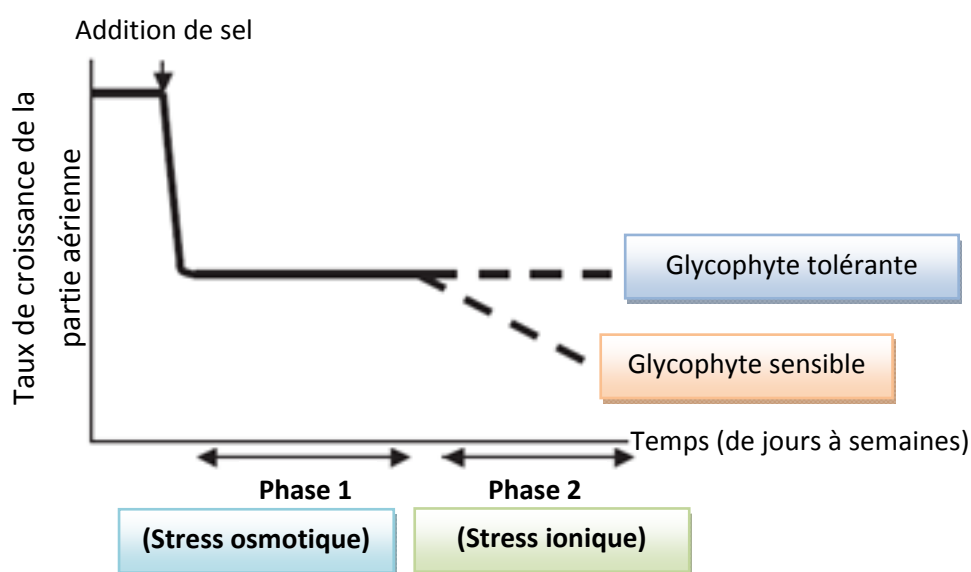 Addition de sel
Taux de croissance de la
partie aérienne
Glycophyte tolérante
Glycophyte sensible
Temps (de jours à semaines)
Phase 1
Phase 2
(Stress osmotique)
(Stress ionique)